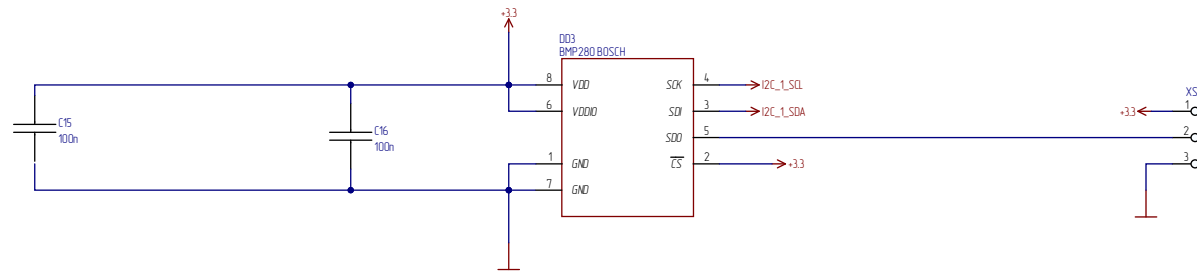 +3.3
DD3
BMP280 BOSCH
8 VDD SCK 4 I2C_1_SCL
6 VDDIO SDI 3 I2C_1_SDA
5 SDO
1 GND CS 2 +3.3
7 GND
C15
100n
C16
100n
XS
+3.3 1
2
3